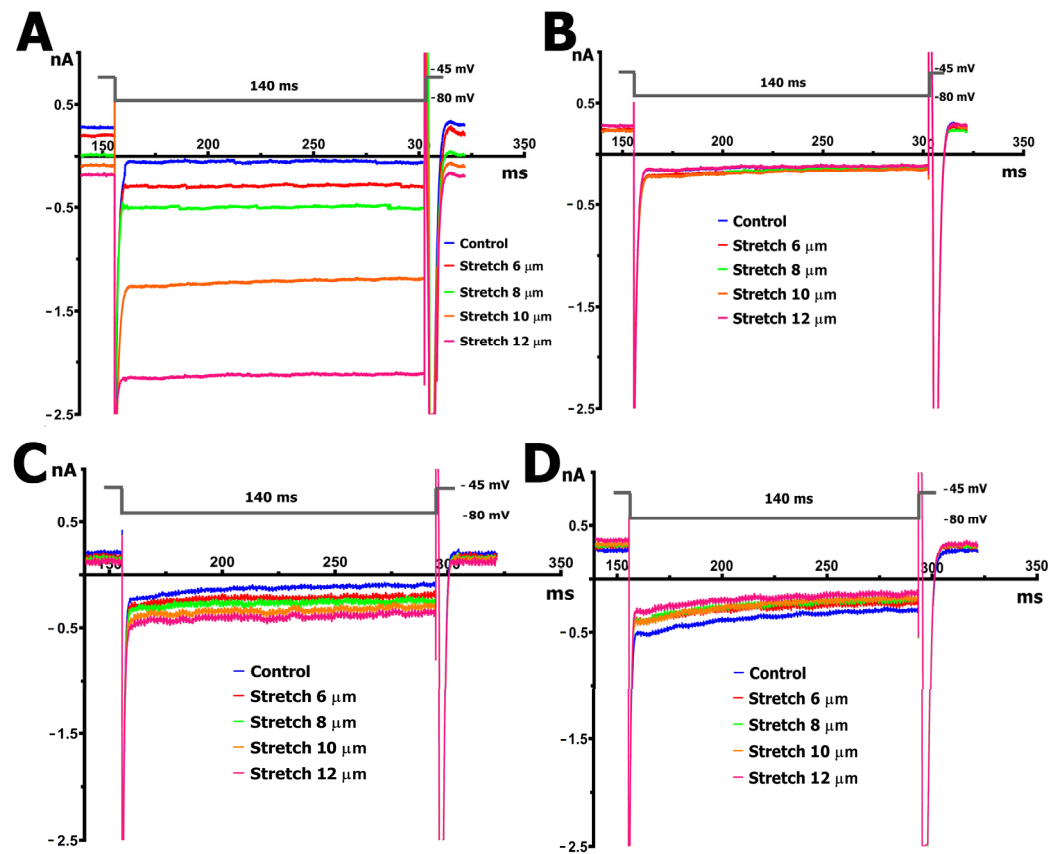 A
nA
0.5
140 ms
-45 mV
-80 mV
150
200
250
300
350
ms
-0.5
-1.5
-2.5
Control
Stretch 6 μm
Stretch 8 μm
Stretch 10 μm
Stretch 12 μm
B
nA
0.5
140 ms
-45 mV
-80 mV
150
200
250
300
350
ms
-0.5
-1.5
-2.5
Control
Stretch 6 μm
Stretch 8 μm
Stretch 10 μm
Stretch 12 μm
C
nA
0.5
140 ms
- 45 mV
-80 mV
150
200
250
300
350
ms
-0.5
-1.5
-2.5
Control
Stretch 6 μm
Stretch 8 μm
Stretch 10 μm
Stretch 12 μm
D
nA
0.5
140 ms
-45 mV
-80 mV
150
200
250
300
350
ms
-0.5
-1.5
-2.5
Control
Stretch 6 μm
Stretch 8 μm
Stretch 10 μm
Stretch 12 μm